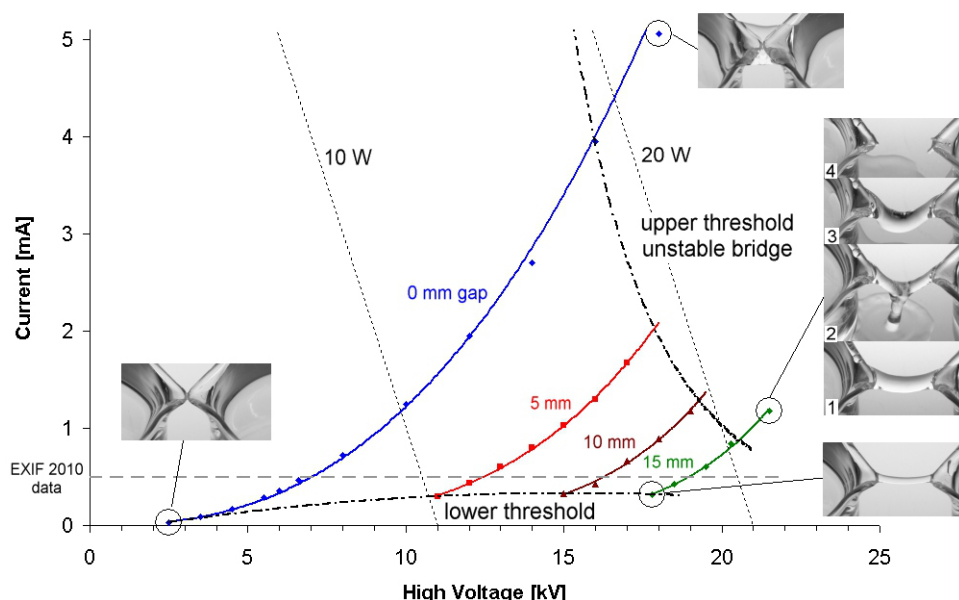 5
4
3
2
1
0
Current [mA]
10 W
20 W
upper threshold
unstable bridge
0 mm gap
5 mm
10 mm
15 mm
EXIF 2010
data
lower threshold
4
3
2
1
0
5
10
15
20
25
High Voltage [kV]